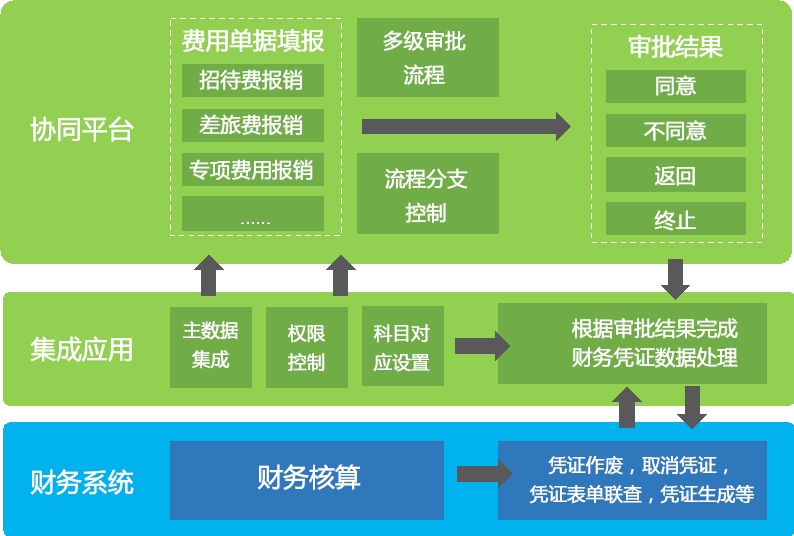 协同平台
费用单据填报
招待费报销
差旅费报销
专项费用报销
......
多级审批
流程
流程分支
控制
审批结果
同意
不同意
返回
终止
集成应用
主数据
集成
权限
控制
科目对
应设置
根据审批结果完成
财务凭证数据处理
财务系统
财务核算
凭证作废，取消凭证，
凭证表单联查，凭证生成等